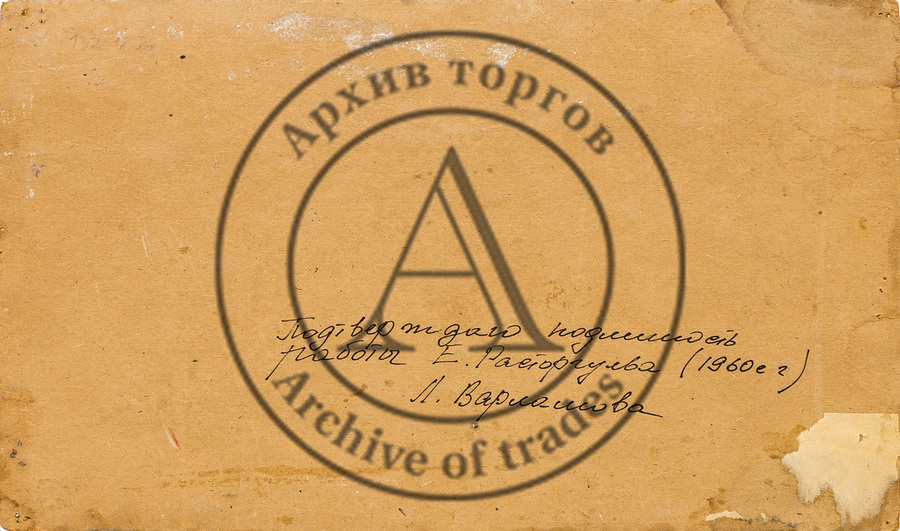 Архив торгов
А
Подтверждаю подлинность
работы Е. Расторгуева (1960е г)
Л. Варламова
Archive of trades